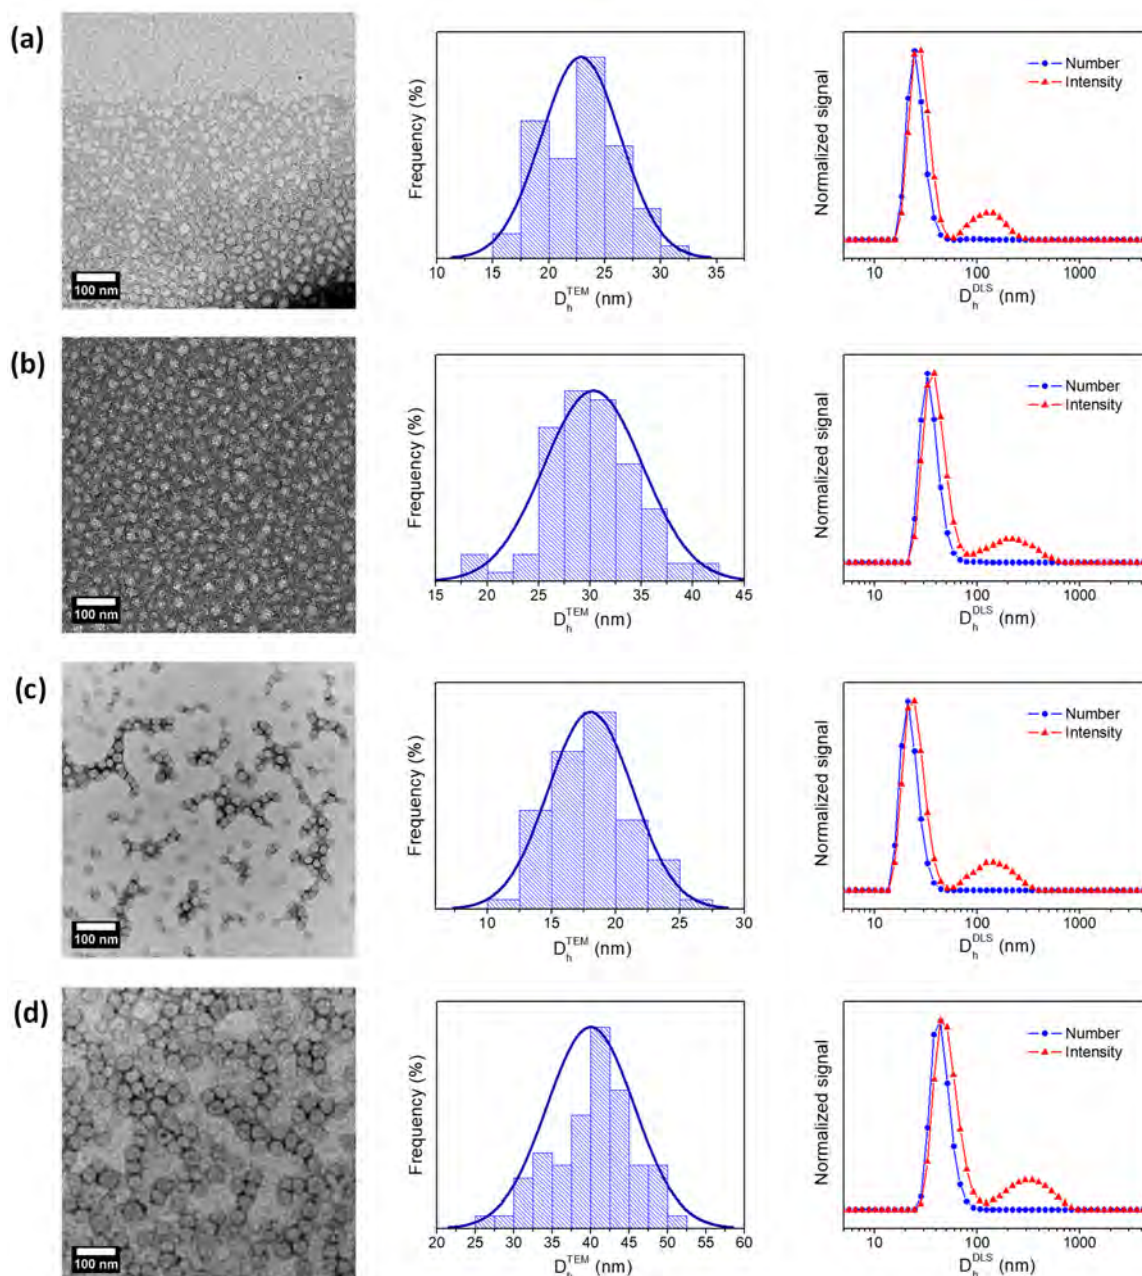 (a)
100 nm
Frequency (%)
10 15 20 25 30 35
D_h^TEM (nm)
Normalized signal
Number
Intensity
10 100 1000
D_h^DLS (nm)
(b)
100 nm
Frequency (%)
15 20 25 30 35 40 45
D_h^TEM (nm)
Normalized signal
Number
Intensity
10 100 1000
D_h^DLS (nm)
(c)
100 nm
Frequency (%)
10 15 20 25 30
D_h^TEM (nm)
Normalized signal
Number
Intensity
10 100 1000
D_h^DLS (nm)
(d)
100 nm
Frequency (%)
20 25 30 35 40 45 50 55 60
D_h^TEM (nm)
Normalized signal
Number
Intensity
10 100 1000
D_h^DLS (nm)